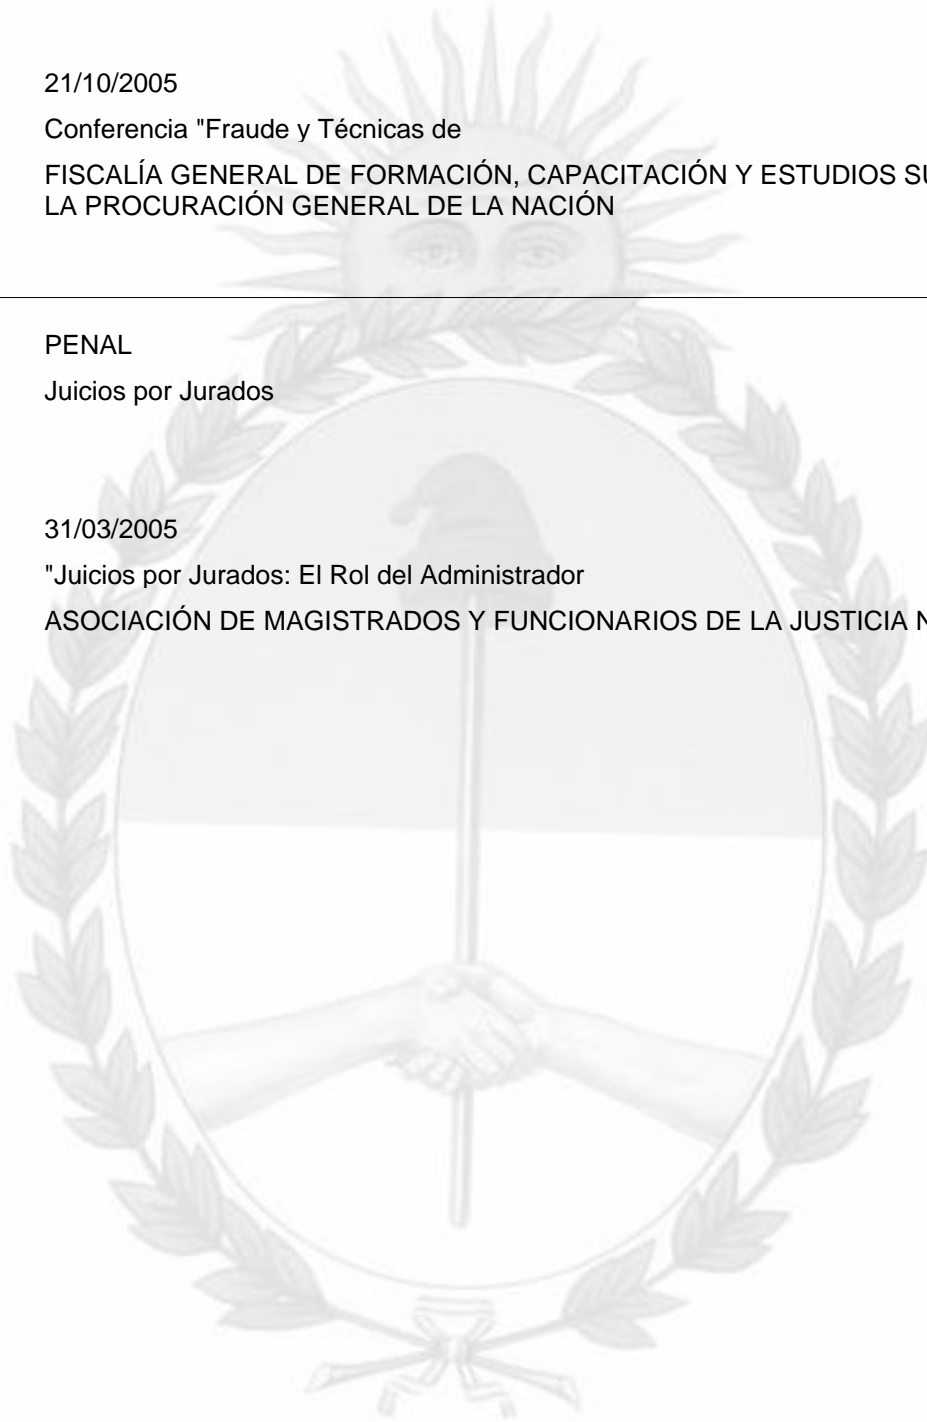 21/10/2005
Conferencia "Fraude y Técnicas de
FISCALÍA GENERAL DE FORMACIÓN, CAPACITACIÓN Y ESTUDIOS
LA PROCURACIÓN GENERAL DE LA NACIÓN
PENAL
Juicios por Jurados
31/03/2005
"Juicios por Jurados: El Rol del Administrador
ASOCIACIÓN DE MAGISTRADOS Y FUNCIONARIOS DE LA JUSTICIA